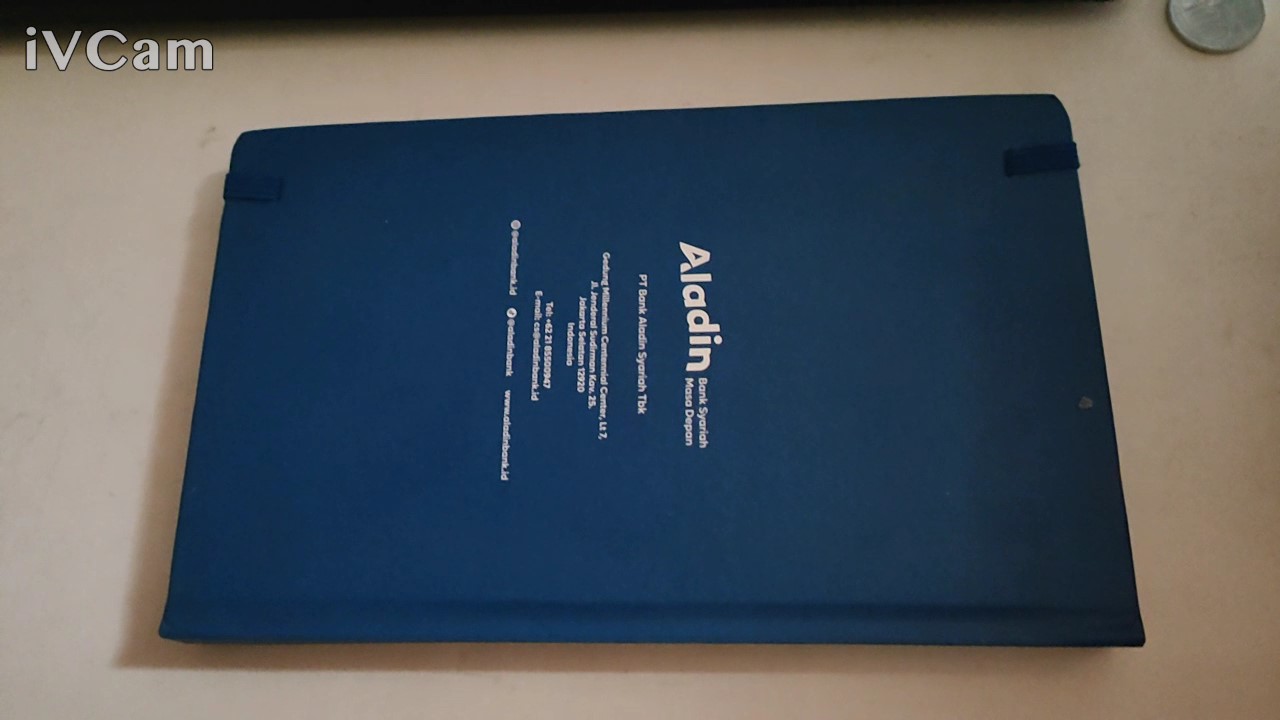 iVCam
Aladin
Bank Syariah
Masa Depan
PT Bank Aladin Syariah Tbk
Gedung Millennium Centennial Center, Lt 7,
Jl. Jenderal Sudirman Kav. 25.
Jakarta Selatan 12920
Indonesia
Tel: +62 21 85500947
E-mail: cs@aladinbank.id
@aladinbank.id @aladinbank www.aladinbank.id